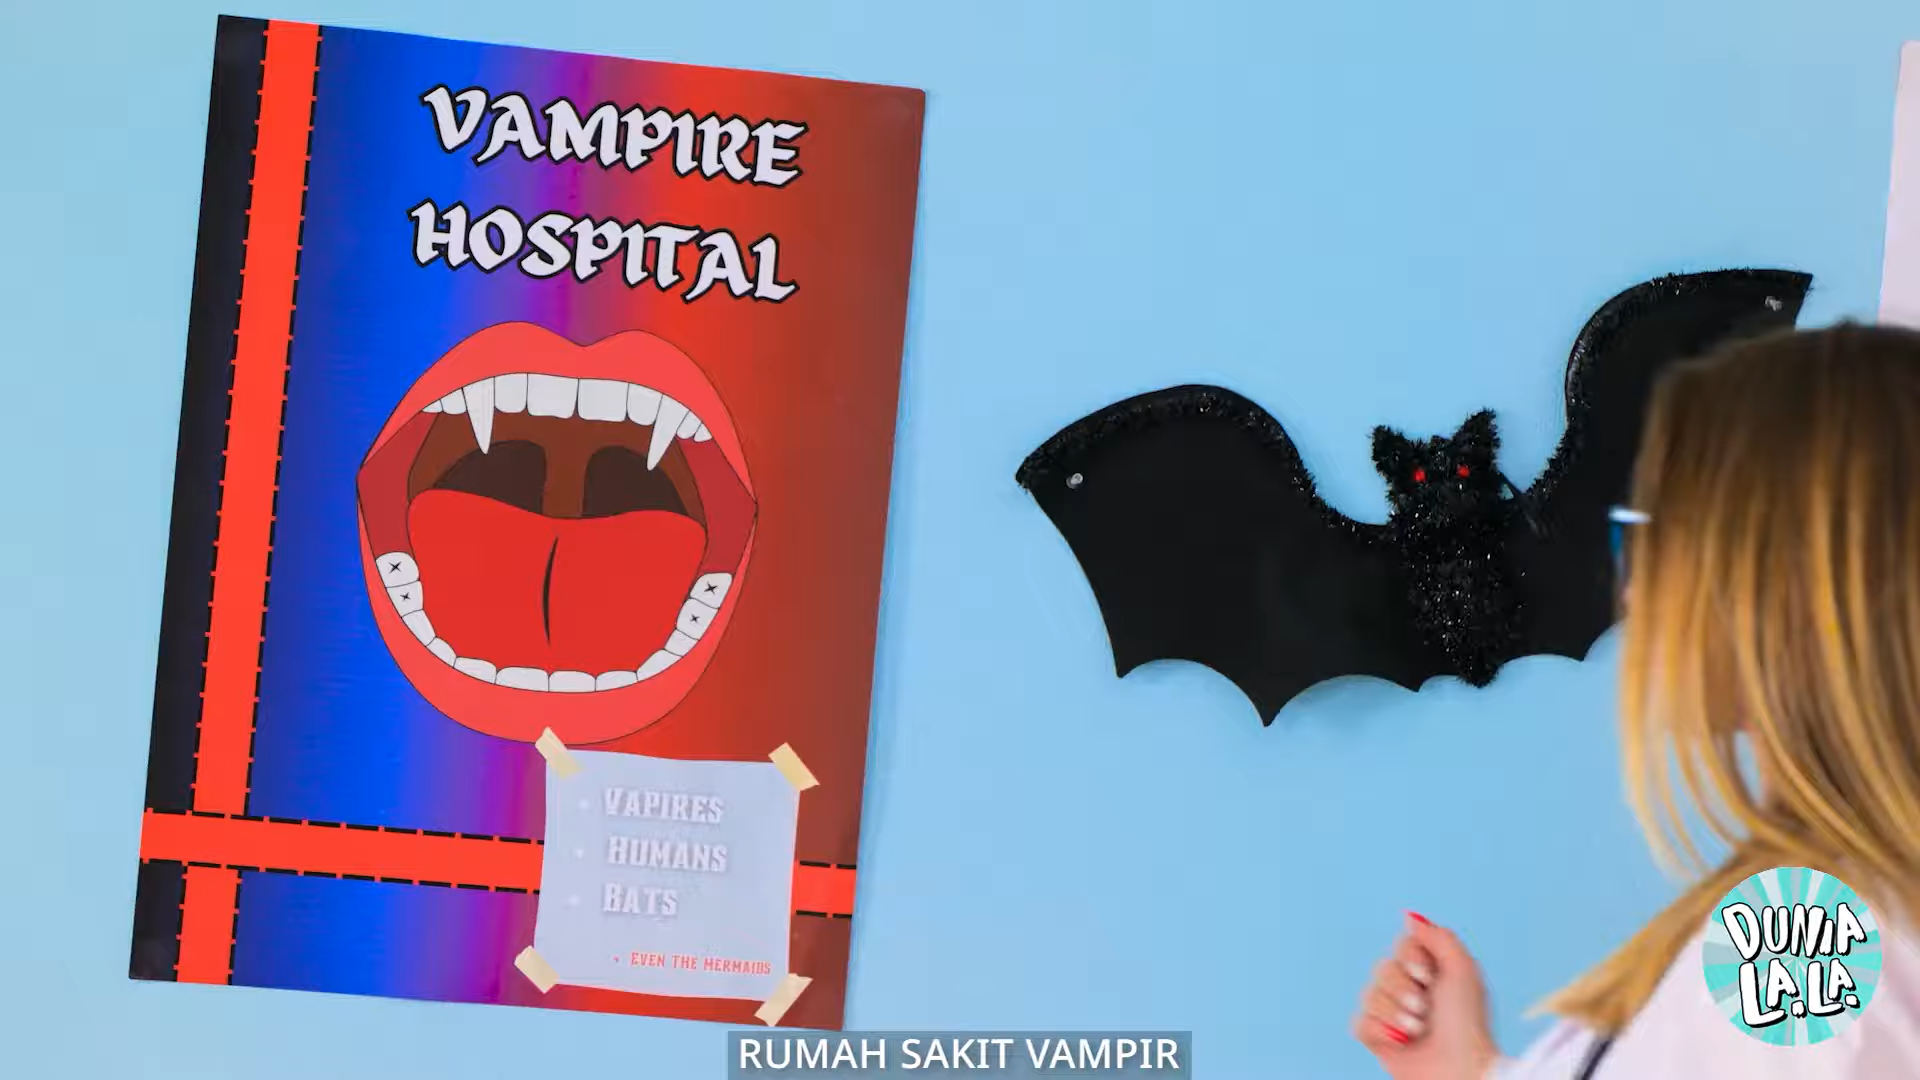 VAMPIRE
HOSPITAL
VAPIRES
HUMANS
BATS
EVEN THE MERMAIDS
DUNIA
LA.LA.
RUMAH SAKIT VAMPIR